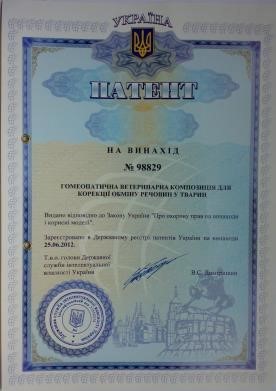 УКРАЇНА
ПАТЕНТ
НА ВИНАХІД
№ 98829
ГОМЕОПАТИЧНА ВЕТЕРИНАРНА КОМПОЗИЦІЯ ДЛЯ
КОРЕКЦІЇ ОБМІНУ РЕЧОВИН У ТВАРИН
Видано відповідно до Закону України "Про охорону прав на винаходи
і корисні моделі".
Зареєстровано в Державному реєстрі патентів України на винаходи
25.06.2012.
Т.в.о. голови Державної
служби інтелектуальної
власності України
В.С. Дмитришин